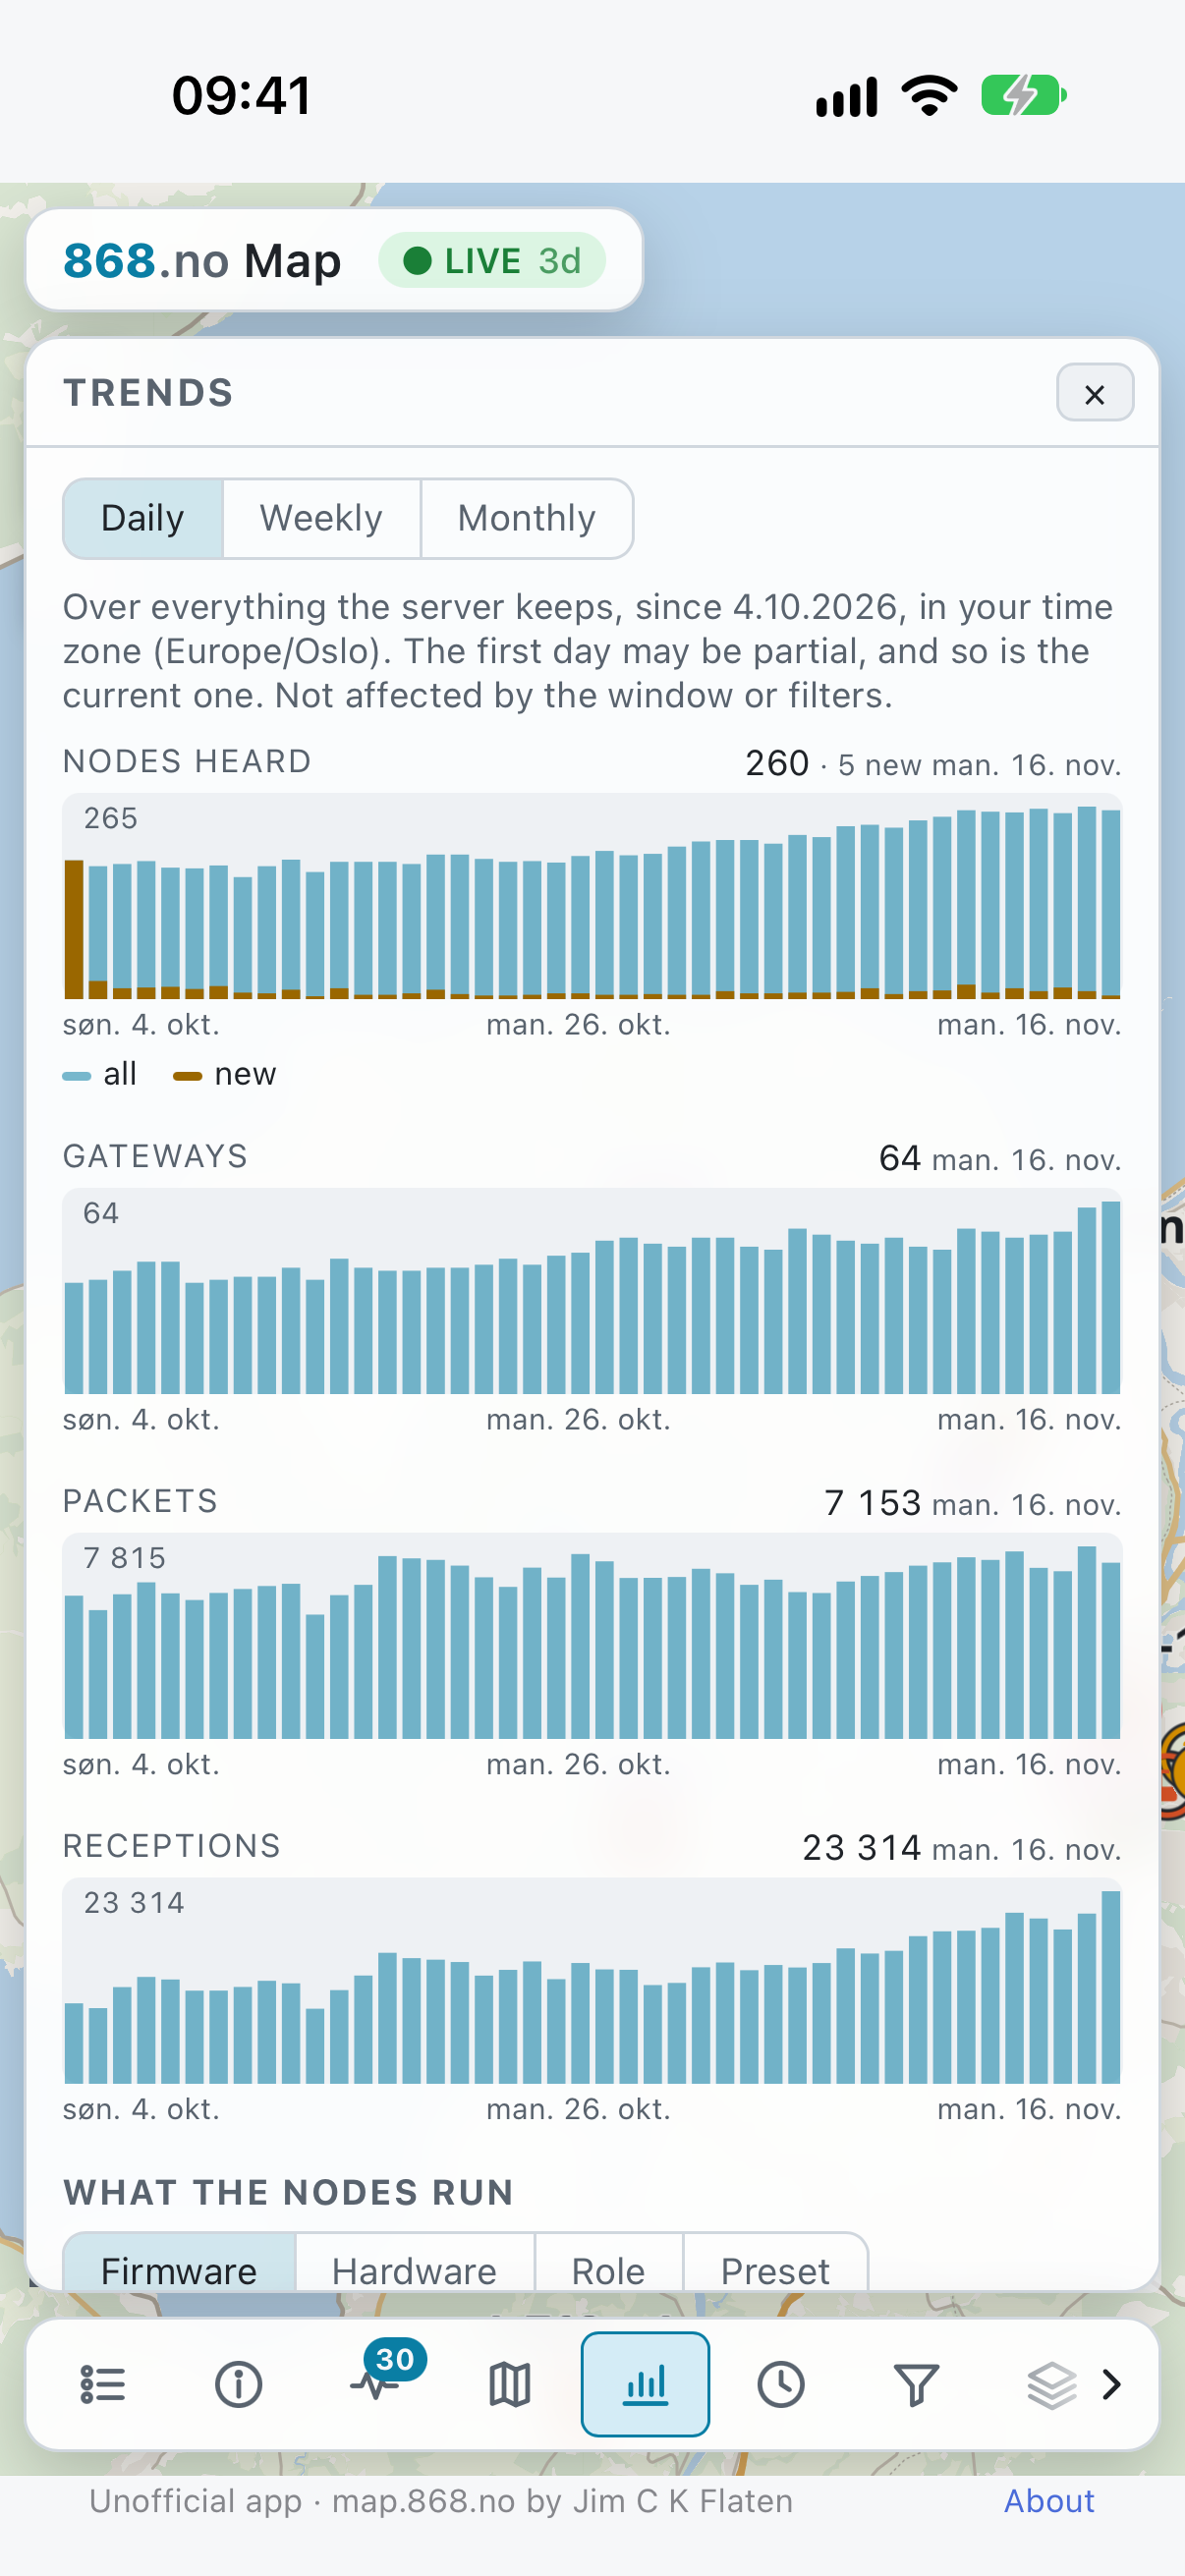 09:41
868.no Map LIVE 3d
TRENDS
×
Daily Weekly Monthly
Over everything the server keeps, since 4.10.2026, in your time
zone (Europe/Oslo). The first day may be partial, and so is the
current one. Not affected by the window or filters.
NODES HEARD 260 · 5 new man. 16. nov.
265
søn. 4. okt. man. 26. okt. man. 16. nov.
all new
GATEWAYS 64 man. 16. nov.
64
søn. 4. okt. man. 26. okt. man. 16. nov.
PACKETS 7 153 man. 16. nov.
7 815
søn. 4. okt. man. 26. okt. man. 16. nov.
RECEPTIONS 23 314 man. 16. nov.
23 314
søn. 4. okt. man. 26. okt. man. 16. nov.
WHAT THE NODES RUN
Firmware Hardware Role Preset
30
Unofficial app · map.868.no by Jim C K Flaten About